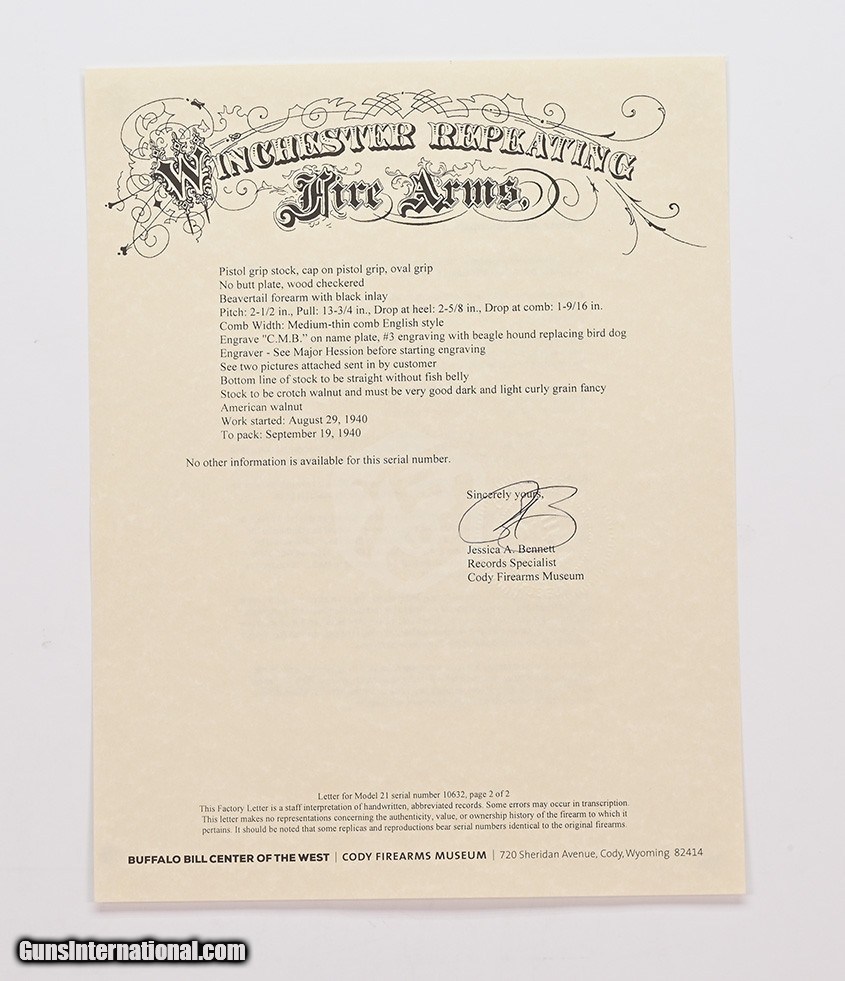 WINCHESTER REPEATING
Fire Arms,
Pistol grip stock, cap on pistol grip, oval grip
No butt plate, wood checkered
Beavertail forearm with black inlay
Pitch: 2-1/2 in., Pull: 13-3/4 in., Drop at heel: 2-5/8 in., Drop at comb: 1-9/16 in.
Comb Width: Medium-thin comb English style
Engrave "C.M.B." on name plate, #3 engraving with beagle hound replacing bird dog
Engraver - See Major Hession before starting engraving
See two pictures attached sent in by customer
Bottom line of stock to be straight without fish belly
Stock to be crotch walnut and must be very good dark and light curly grain fancy
American walnut
Work started: August 29, 1940
To pack: September 19, 1940
No other information is available for this serial number.
Sincerely yours,
Jessica A. Bennett
Records Specialist
Cody Firearms Museum
Letter for Model 21 serial number 10632, page 2 of 2
This Factory Letter is a staff interpretation of handwritten, abbreviated records. Some errors may occur in transcription.
This letter makes no representations concerning the authenticity, value, or ownership history of the firearm to which it
pertains. It should be noted that some replicas and reproductions bear serial numbers identical to the original firearms.
BUFFALO BILL CENTER OF THE WEST | CODY FIREARMS MUSEUM | 720 Sheridan Avenue, Cody, Wyoming 82414
GunsInternational.com